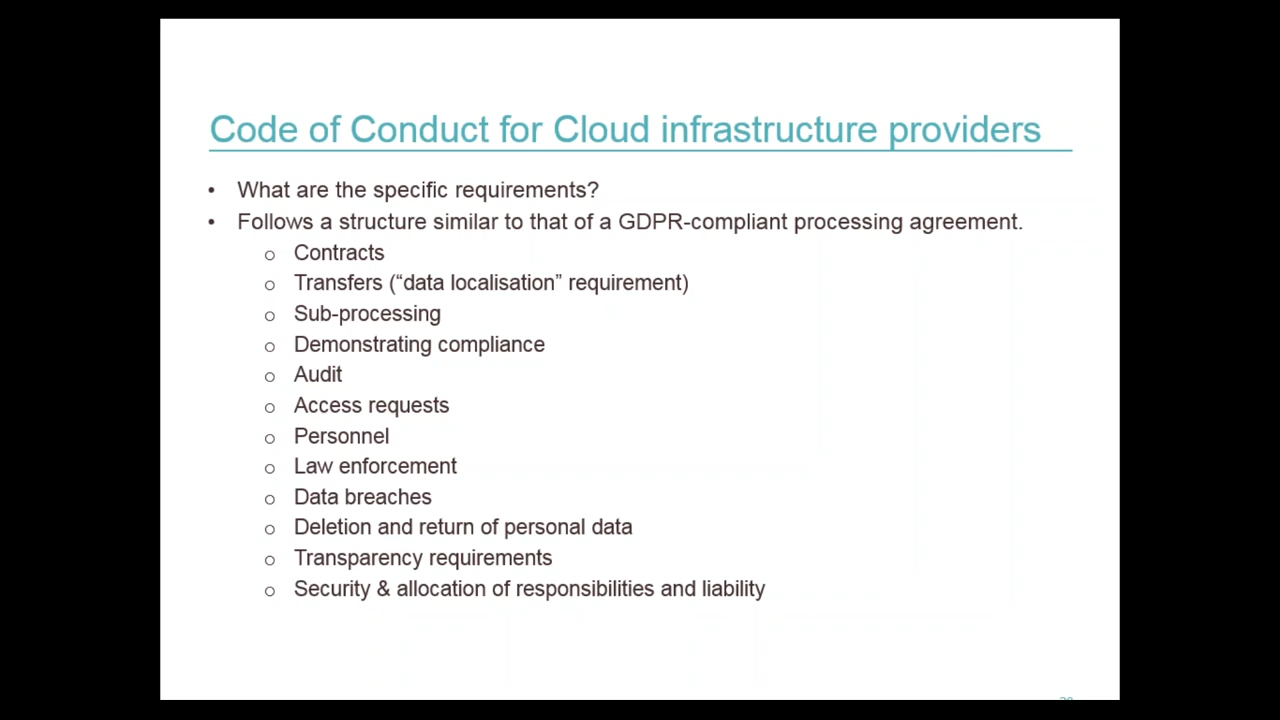 Code of Conduct for Cloud infrastructure providers
• What are the specific requirements?
• Follows a structure similar to that of a GDPR-compliant processing agreement.
o Contracts
o Transfers (“data localisation” requirement)
o Sub-processing
o Demonstrating compliance
o Audit
o Access requests
o Personnel
o Law enforcement
o Data breaches
o Deletion and return of personal data
o Transparency requirements
o Security & allocation of responsibilities and liability